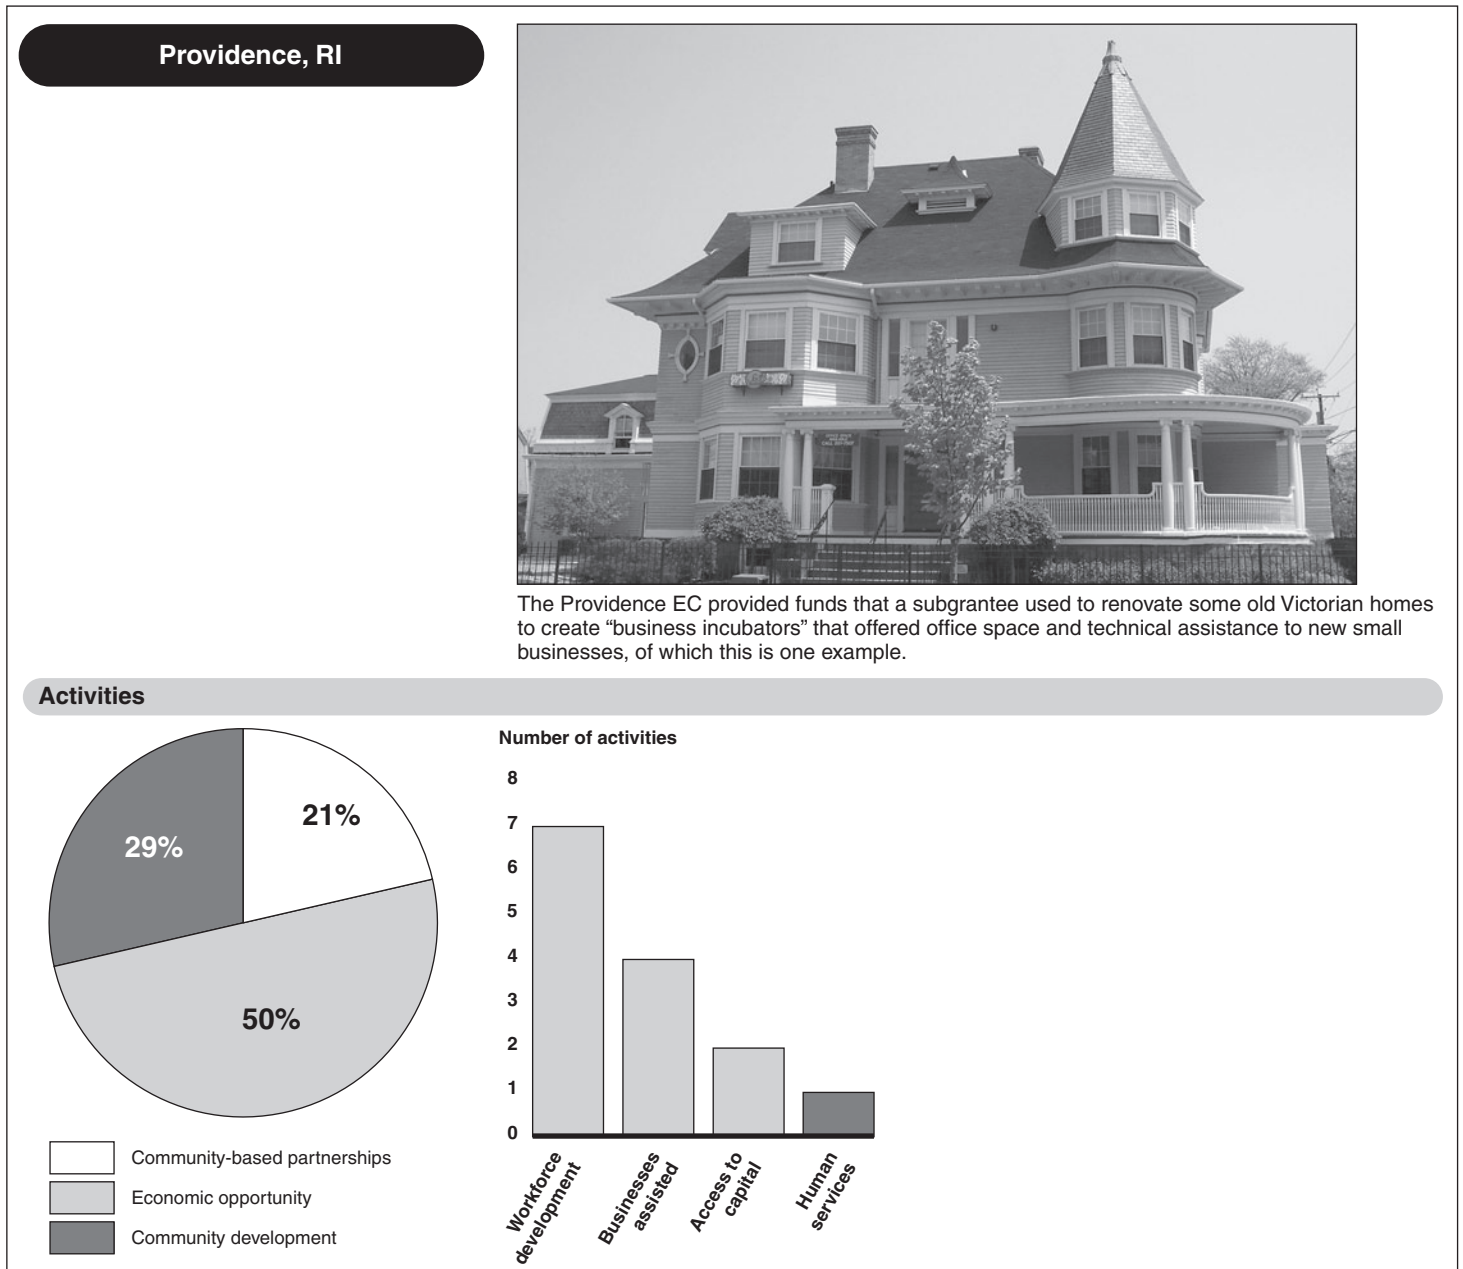 Providence, RI
The Providence EC provided funds that a subgrantee used to renovate some old Victorian homes
to create “business incubators” that offered office space and technical assistance to new small
businesses, of which this is one example.
Activities
21%
29%
50%
Community-based partnerships
Economic opportunity
Community development
Number of activities
8
7
6
5
4
3
2
1
0
Workforce
development
Businesses
assisted
Access to
capital
Human
services